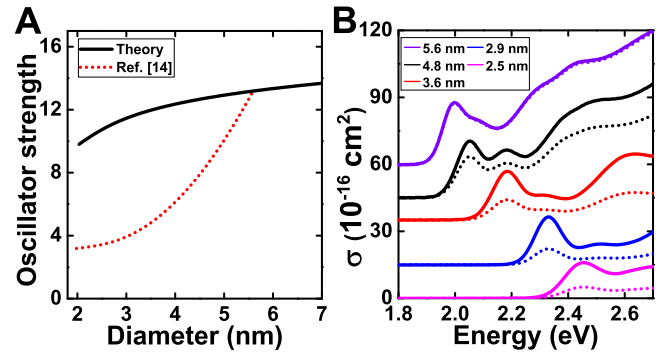 A
16
12
8
4
0
2
3
4
5
6
7
Oscillator strength
Diameter (nm)
Theory
Ref. [14]
B
120
90
60
30
0
1.8
2.0
2.2
2.4
2.6
σ (10⁻¹⁶ cm²)
Energy (eV)
5.6 nm 2.9 nm
4.8 nm 2.5 nm
3.6 nm